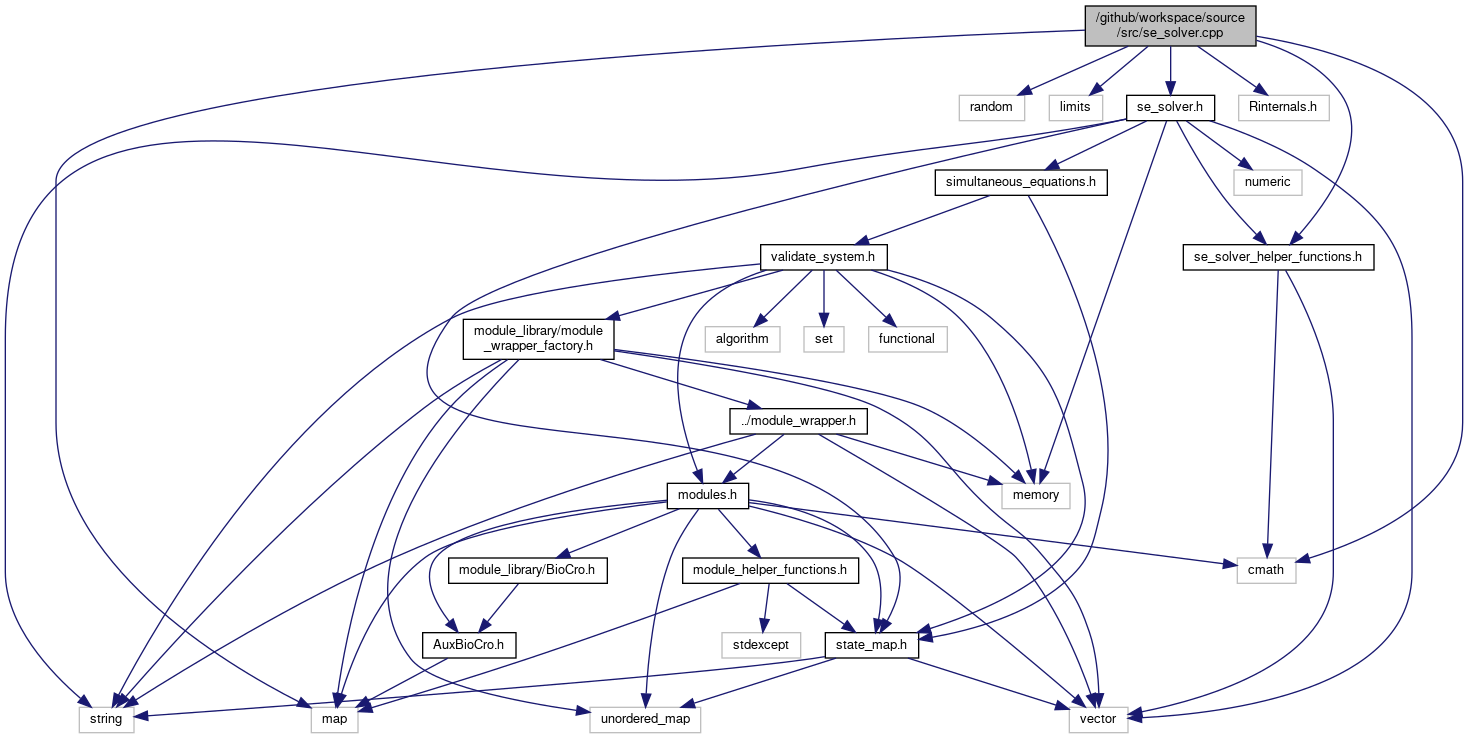 /github/workspace/source
/src/se_solver.cpp
random
limits
se_solver.h
Rinternals.h
simultaneous_equations.h
numeric
validate_system.h
se_solver_helper_functions.h
module_library/module
_wrapper_factory.h
algorithm
set
functional
../module_wrapper.h
modules.h
memory
module_library/BioCro.h
module_helper_functions.h
cmath
AuxBioCro.h
stdexcept
state_map.h
string
map
unordered_map
vector